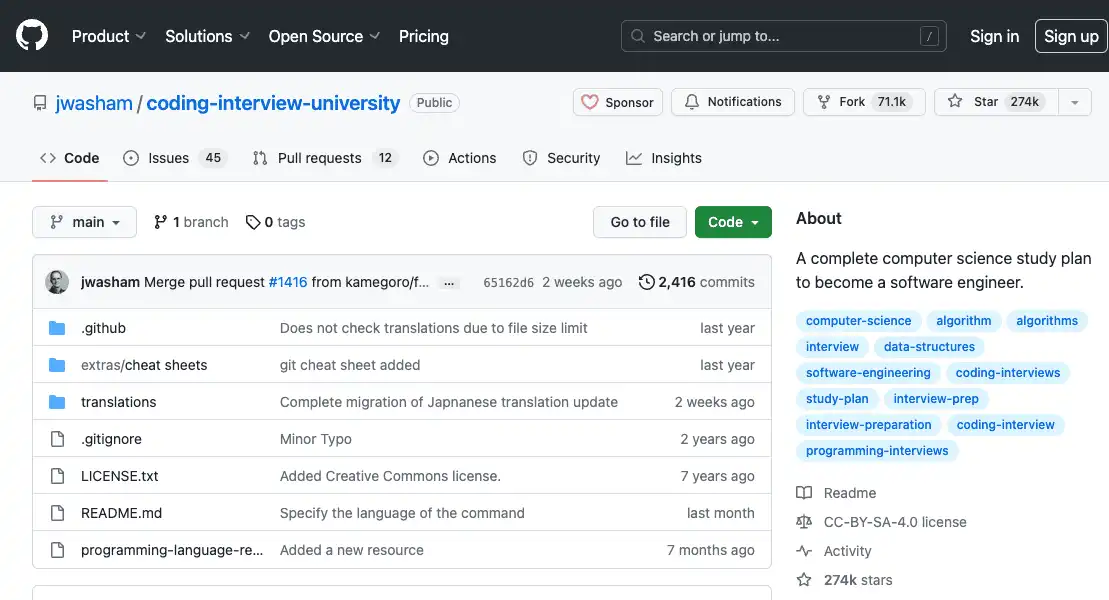 Product Solutions Open Source Pricing Search or jump to... / Sign in Sign up
jwasham / coding-interview-university Public Sponsor Notifications Fork 71.1k Star 274k
Code Issues 45 Pull requests 12 Actions Security Insights
main 1 branch 0 tags Go to file Code
jwasham Merge pull request #1416 from kamegoro/f... ... 65162d6 2 weeks ago 2,416 commits
.github Does not check translations due to file size limit last year
extras/cheat sheets git cheat sheet added last year
translations Complete migration of Japnanese translation update 2 weeks ago
.gitignore Minor Typo 2 years ago
LICENSE.txt Added Creative Commons license. 7 years ago
README.md Specify the language of the command last month
programming-language-re... Added a new resource 7 months ago
About
A complete computer science study plan
to become a software engineer.
computer-science algorithm algorithms
interview data-structures
software-engineering coding-interviews
study-plan interview-prep
interview-preparation coding-interview
programming-interviews
Readme
CC-BY-SA-4.0 license
Activity
274k stars